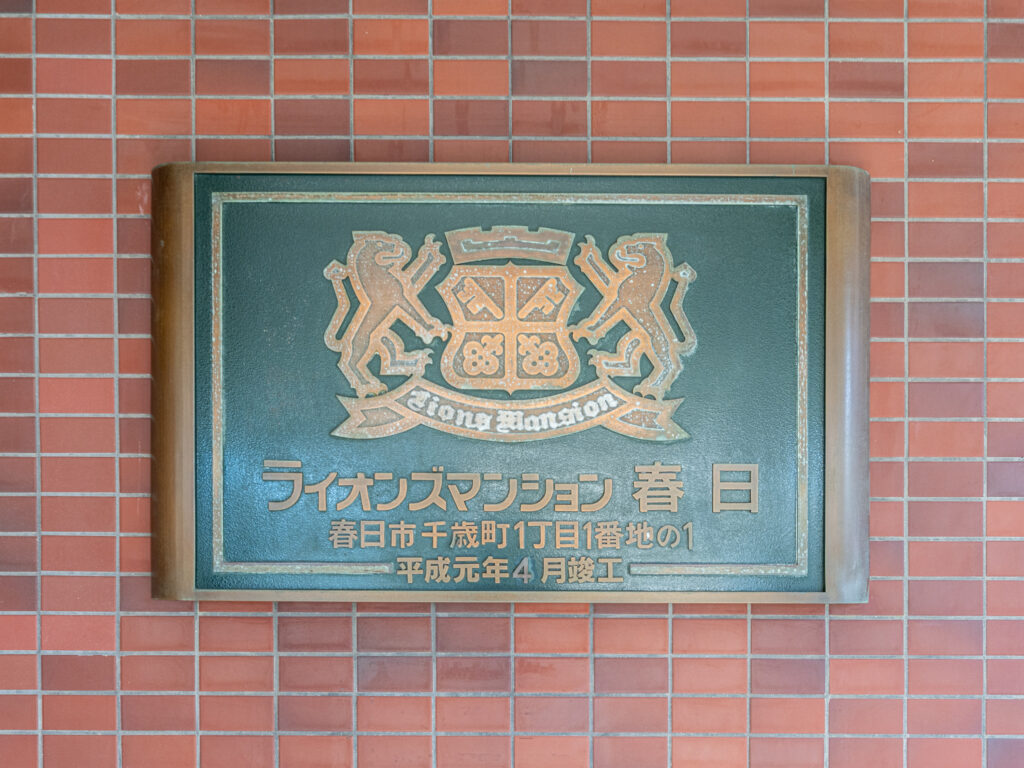 Lions Mansion
ライオンズマンション 春日
春日市千歳町1丁目1番地の1
平成元年4月竣工